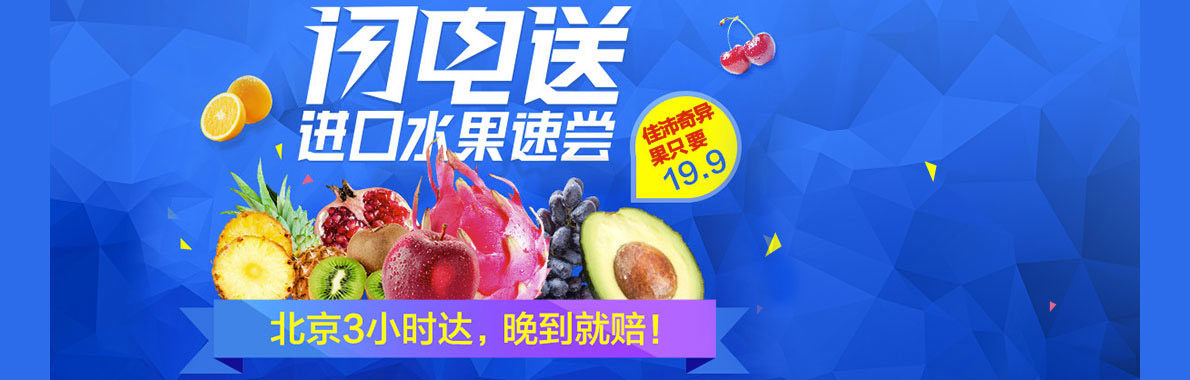 闪电送
进口水果速尝
佳沛奇异
果只要
19.9
北京3小时达，晚到就赔！